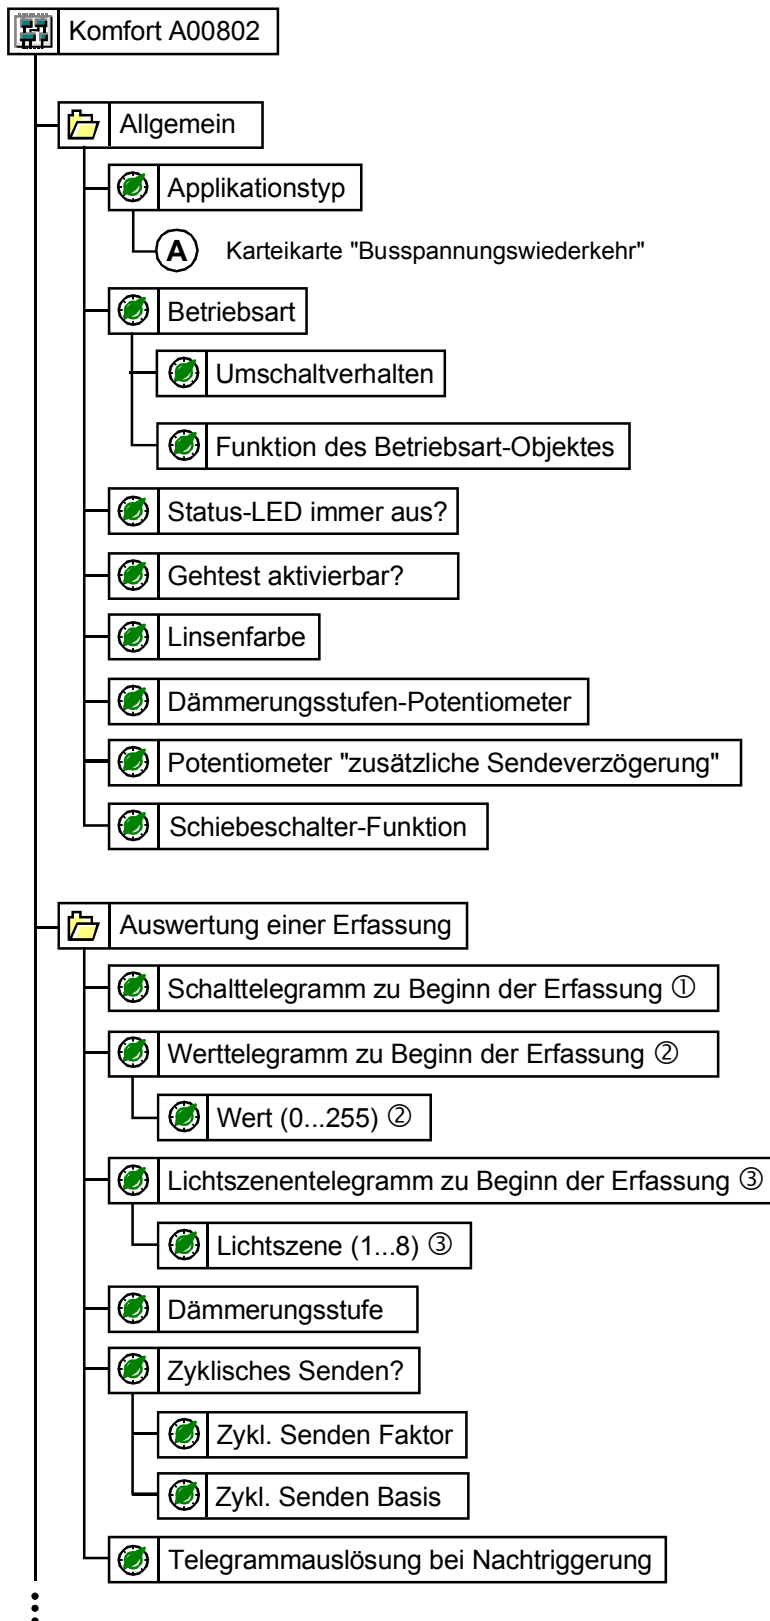 Komfort A00802
Allgemein
Applikationstyp
A Karteikarte "Busspannungswiederkehr"
Betriebsart
Umschaltverhalten
Funktion des Betriebsart-Objektes
Status-LED immer aus?
Gehtest aktivierbar?
Linsenfarbe
Dämmerungsstufen-Potentiometer
Potentiometer "zusätzliche Sendeverzögerung"
Schiebeschalter-Funktion
Auswertung einer Erfassung
Schalttelegramm zu Beginn der Erfassung ①
Werttelegramm zu Beginn der Erfassung ②
Wert (0...255) ②
Lichtszenentelegramm zu Beginn der Erfassung ③
Lichtszene (1...8) ③
Dämmerungsstufe
Zyklisches Senden?
Zykl. Senden Faktor
Zykl. Senden Basis
Telegrammauslösung bei Nachtriggerung